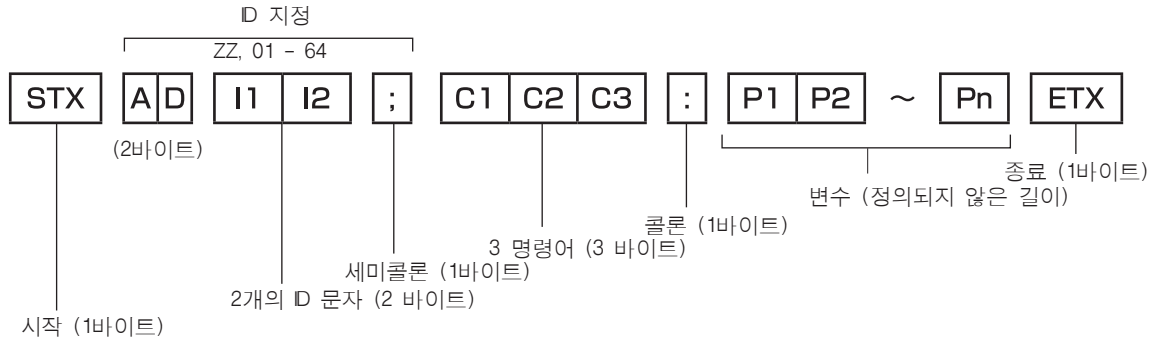 ID 지정
ZZ, 01 - 64
STX A D I1 I2 ; C1 C2 C3 : P1 P2 ~ Pn ETX
(2바이트)
종료 (1바이트)
변수 (정의되지 않은 길이)
콜론 (1바이트)
3 명령어 (3 바이트)
세미콜론 (1바이트)
2개의 ID 문자 (2 바이트)
시작 (1바이트)